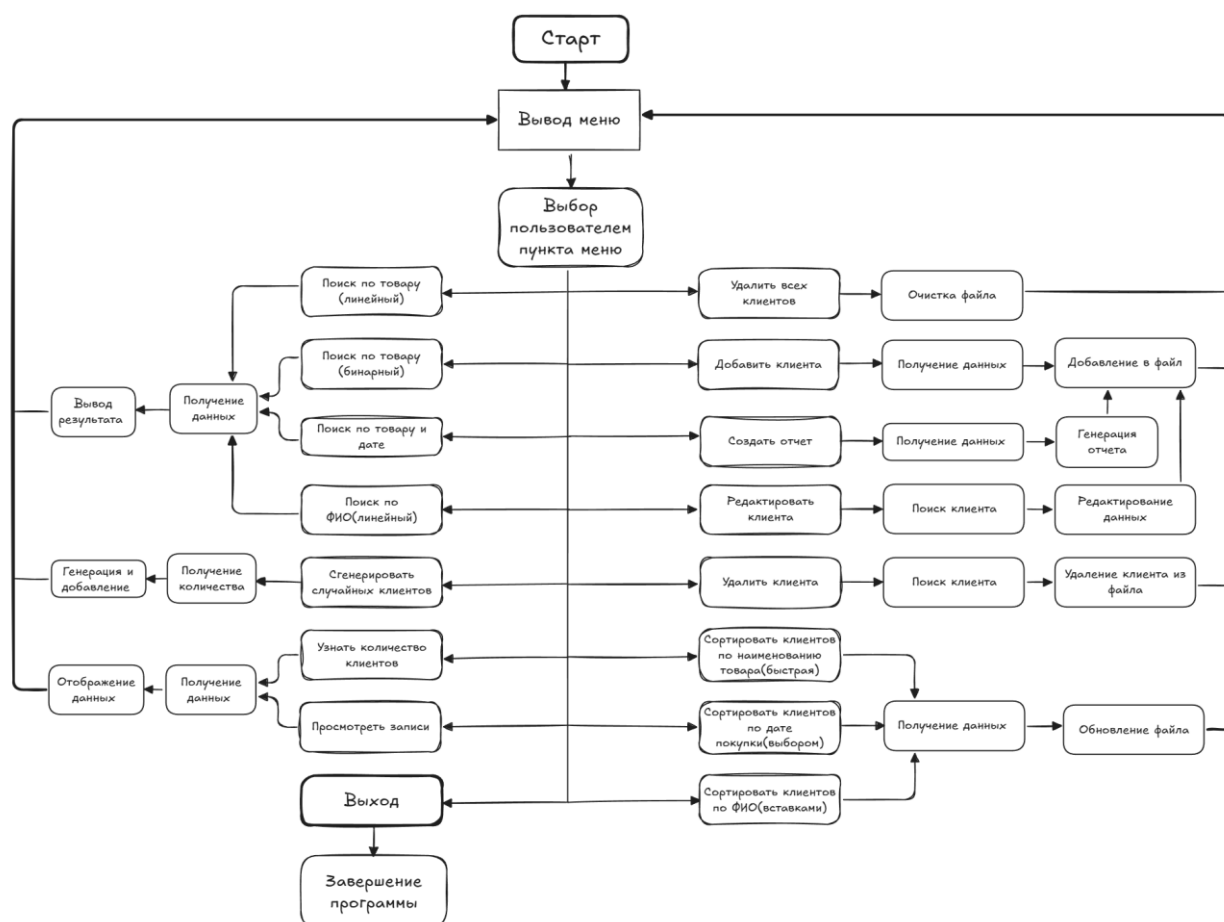 Старт
Вывод меню
Выбор
пользователем
пункта меню
Поиск по товару
(линейный)
Удалить всех
клиентов
Очистка файла
Поиск по товару
(бинарный)
Добавить клиента
Получение данных
Добавление в файл
Вывод
результата
Получение
данных
Поиск по товару и
дате
Создать отчет
Получение данных
Генерация
отчета
Поиск по
ФИО(линейный)
Редактировать
клиента
Поиск клиента
Редактирование
данных
Генерация и
добавление
Получение
количества
Сгенерировать
случайных клиентов
Удалить клиента
Поиск клиента
Удаление клиента из
файла
Узнать количество
клиентов
Сортировать клиентов
по наименованию
товара(быстрая)
Отображение
данных
Получение
данных
Просмотреть записи
Сортировать клиентов
по дате
покупки(выбором)
Получение данных
Обновление файла
Выход
Сортировать клиентов
по ФИО(вставками)
Завершение
программы